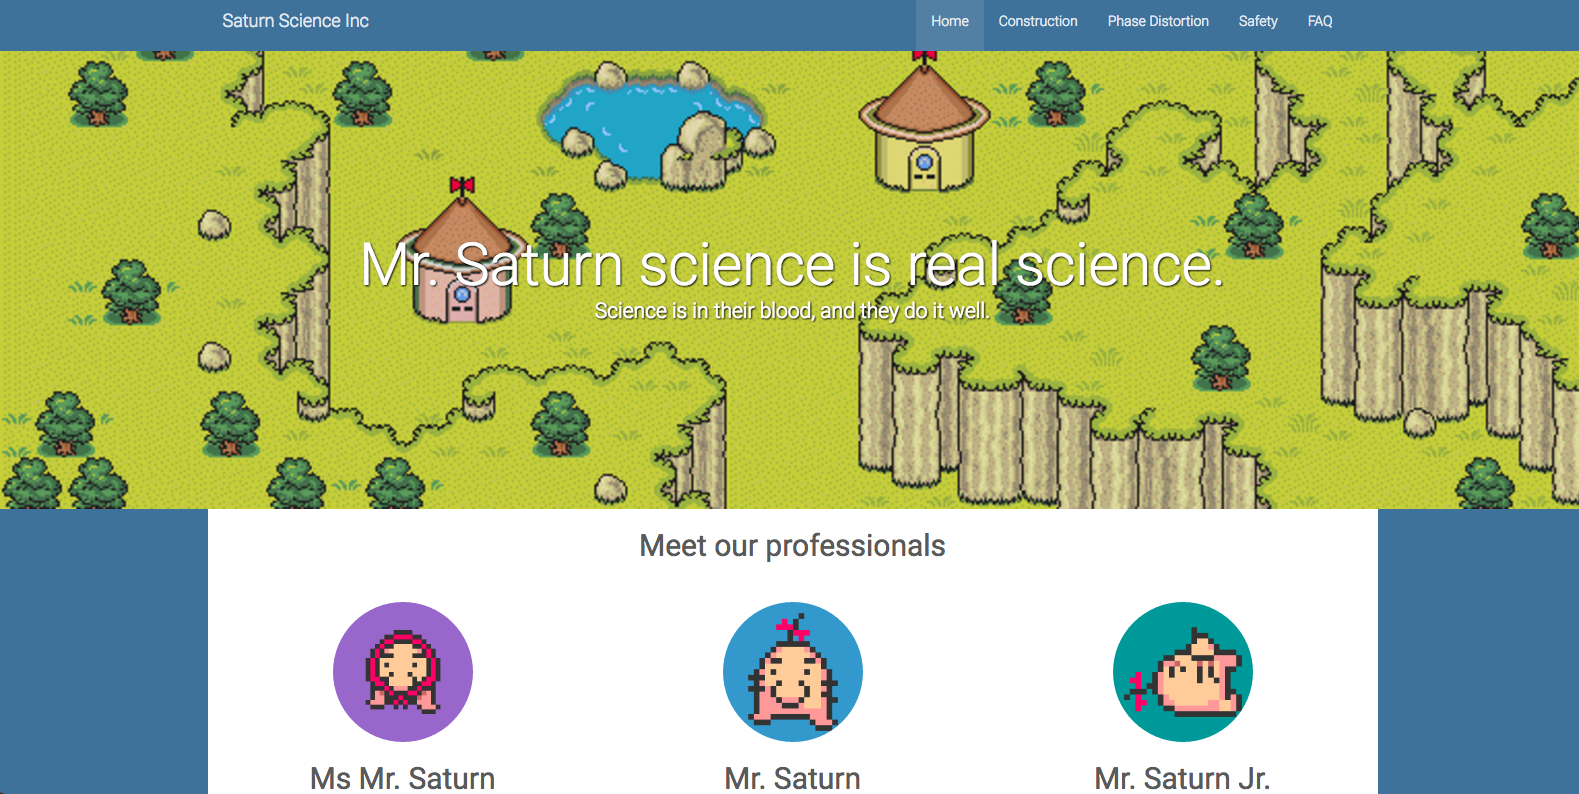 Saturn Science Inc
Home Construction Phase Distortion Safety FAQ
Mr. Saturn science is real science.
Science is in their blood, and they do it well.
Meet our professionals
Ms Mr. Saturn
Mr. Saturn
Mr. Saturn Jr.